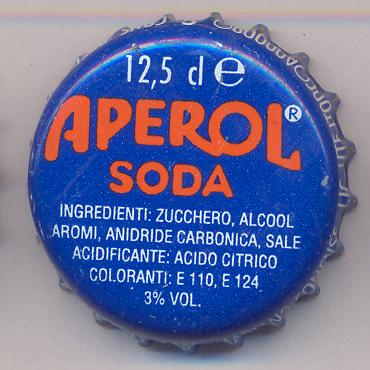 12,5 cl e
APEROL®
SODA
INGREDIENTI: ZUCCHERO, ALCOOL
AROMI, ANIDRIDE CARBONICA, SALE
ACIDIFICANTE: ACIDO CITRICO
COLORANTI: E 110, E 124
3% VOL.